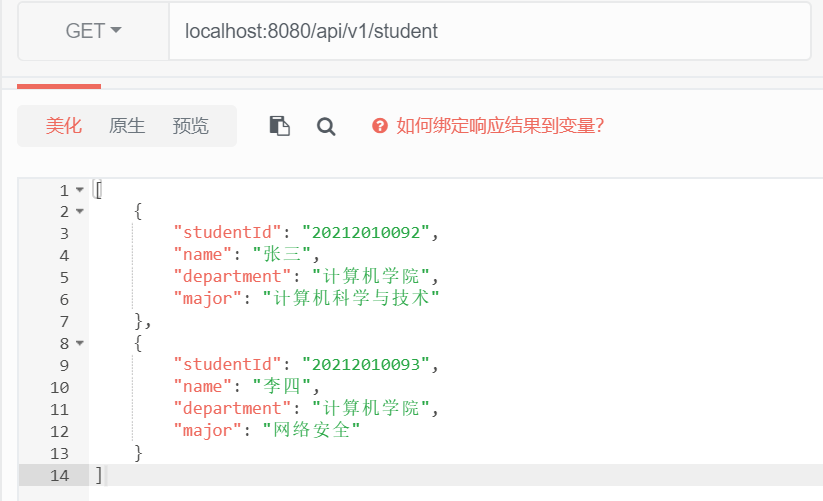 GET localhost:8080/api/v1/student
美化 原生 预览 如何绑定响应结果到变量?
1 [
2 {
3 "studentId": "20212010092",
4 "name": "张三",
5 "department": "计算机学院",
6 "major": "计算机科学与技术"
7 },
8 {
9 "studentId": "20212010093",
10 "name": "李四",
11 "department": "计算机学院",
12 "major": "网络安全"
13 }
14 ]